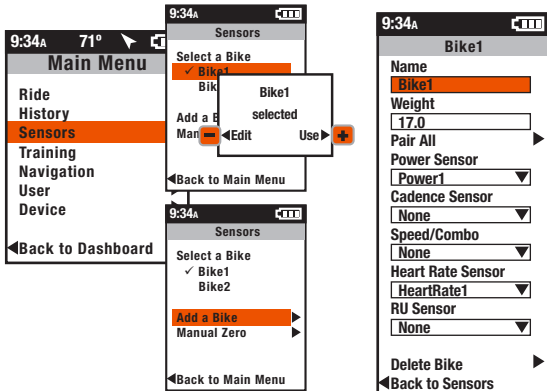 9:34A 71°
Main Menu
Ride
History
Sensors
Training
Navigation
User
Device
Back to Dashboard
9:34A
Sensors
Select a Bike
✓ Bike1
Bik
Add a B
Man
Bike1
selected
Edit Use
Back to Main Menu
9:34A
Sensors
Select a Bike
✓ Bike1
Bike2
Add a Bike
Manual Zero
Back to Main Menu
9:34A
Bike1
Name
Bike1
Weight
17.0
Pair All
Power Sensor
Power1
Cadence Sensor
None
Speed/Combo
None
Heart Rate Sensor
HeartRate1
RU Sensor
None
Delete Bike
Back to Sensors